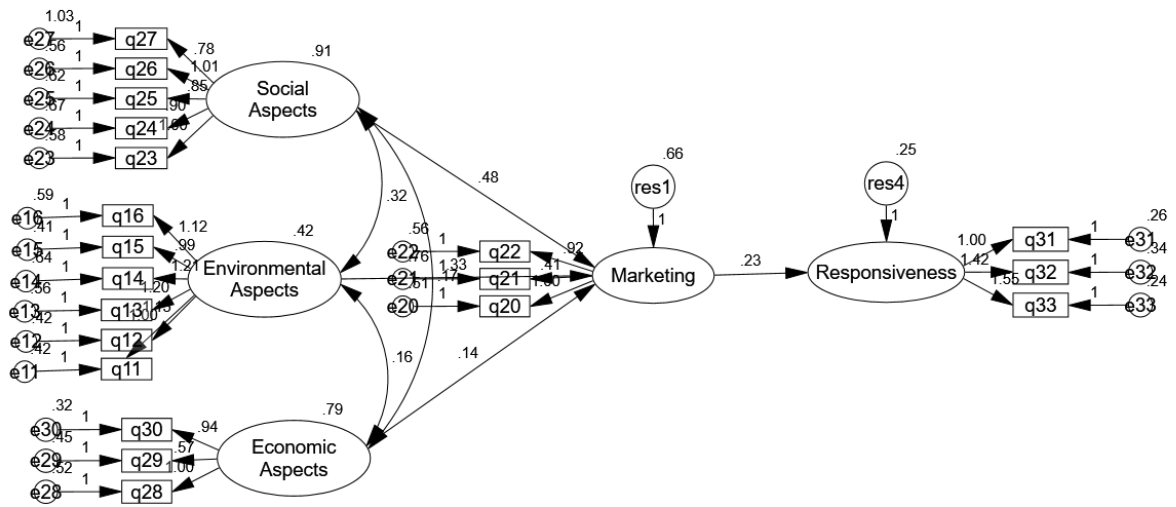 1.03
e27 1 q27 .78
.56
e26 1 q26 1.01
.62
e25 1 q25 .85
.67
e24 1 q24 .90
.58
e23 1 q23
.91
Social
Aspects
.59
e16 1 q16 1.12
.41
e15 1 q15 .99
.64
e14 1 q14 1.21
.56
e13 1 q13 1.20
.42
e12 1 q12
.42
e11 1 q11 1.00
.42
Environmental
Aspects
.32
e30 1 q30 .94
.45
e29 1 q29 .57
.52
e28 1 q28 1.00
.79
Economic
Aspects
.32
.16
.17
.48
.33
.14
.56
e22 1 q22 .92
.76
e21 q21 .41
.51
e20 1 q20 1.00
.66
res1
1
Marketing
.23
.25
res4
1
Responsiveness
1.00 q31 1 e31 .26
1.42 q32 1 e32 .34
1.55 q33 1 e33 .24